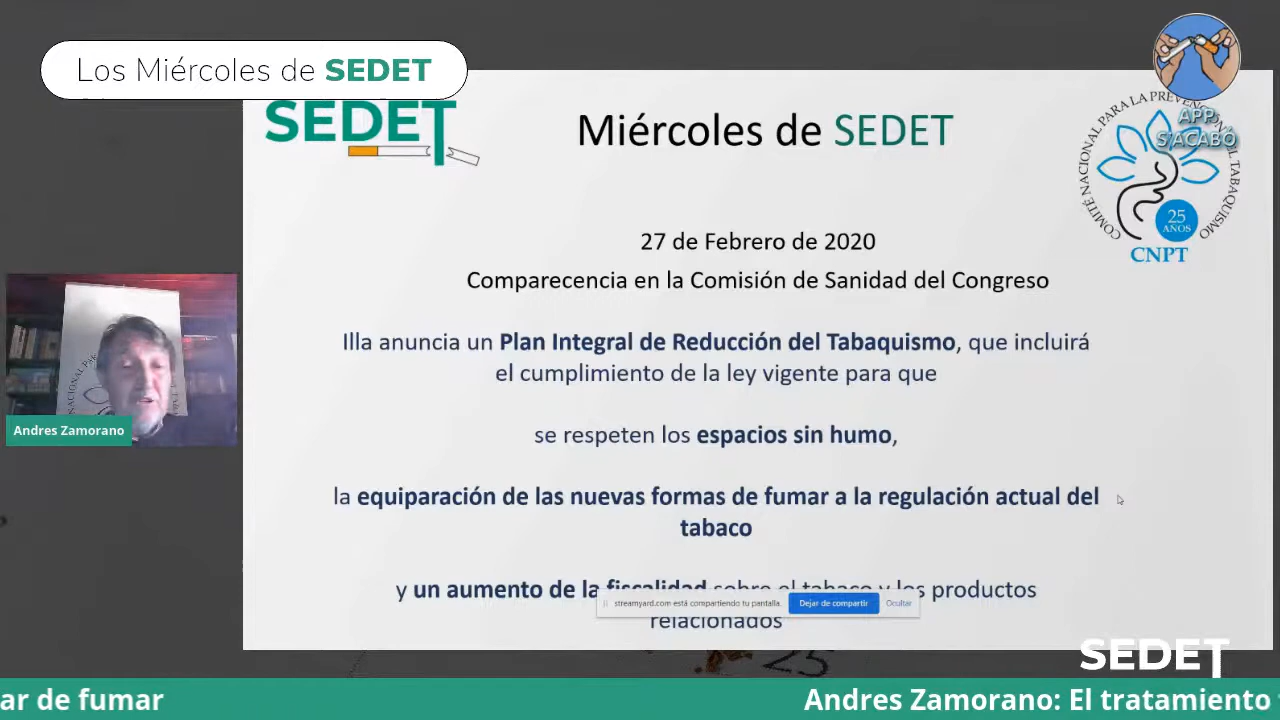 Los Miércoles de SEDET
SEDET
Miércoles de SEDET
APP
S'ACABÓ
COMITÉ NACIONAL PARA LA PREVENCIÓN DEL TABAQUISMO
25
AÑOS
CNPT
27 de Febrero de 2020
Comparecencia en la Comisión de Sanidad del Congreso
Illa anuncia un Plan Integral de Reducción del Tabaquismo, que incluirá
el cumplimiento de la ley vigente para que
se respeten los espacios sin humo,
la equiparación de las nuevas formas de fumar a la regulación actual del
tabaco
y un aumento de la fiscalidad sobre el tabaco y los productos
relacionados
streamyard.com está compartiendo tu pantalla.
Dejar de compartir
Ocultar
Andres Zamorano
25
SEDET
ar de fumar
Andres Zamorano: El tratamiento